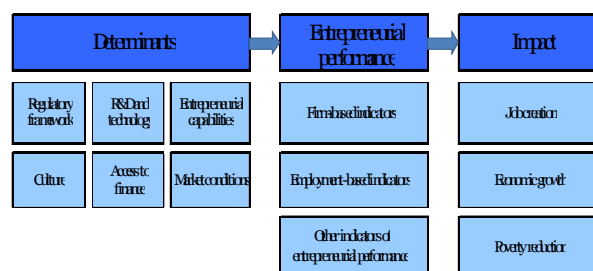 Determinants
Entrepreneurial
performance
Impact
Regulatory
framework
R&D and
technology
Entrepreneurial
capabilities
Firm-based indicators
Job creation
Culture
Access to
finance
Market conditions
Employment-based indicators
Economic growth
Other indicators of
entrepreneurial performance
Poverty reduction